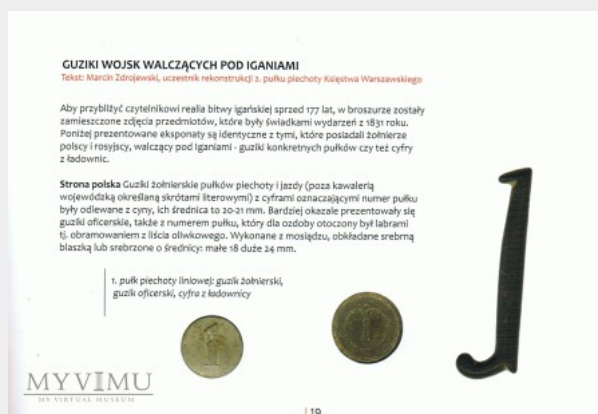 GUZIKI WOJSK WALCZĄCYCH POD IGANIAMI
Tekst: Marcin Zdrojewski, uczestnik rekonstrukcji 2. pułku piechoty Księstwa Warszawskiego
Aby przybliżyć czytelnikowi realia bitwy igańskiej sprzed 177 lat, w broszurze zostały
zamieszczone zdjęcia przedmiotów, które były świadkami wydarzeń z 1831 roku.
Poniżej prezentowane eksponaty są identyczne z tymi, które posiadali żołnierze
polscy i rosyjscy, walczący pod Iganiami - guziki konkretnych pułków czy też cyfry
z ładownic.
Strona polska Guziki żołnierskie pułków piechoty i jazdy (poza kawalerią
wojewódzką określaną skrótami literowymi) z cyframi oznaczającymi numer pułku
były odlewane z cyny, ich średnica to 20-21 mm. Bardziej okazale prezentowały się
guziki oficerskie, także z numerem pułku, który dla ozdoby otoczony był labrami
tj. obramowaniem z liścia oliwkowego. Wykonane z mosiądzu, obkładane srebrną
blaszką lub srebrzone o średnicy: małe 18 duże 24 mm.
1. pułk piechoty liniowej: guzik żołnierski,
guzik oficerski, cyfra z ładownicy
1
1
1
MYVIMU
MY VIRTUAL MUSEUM
| 19